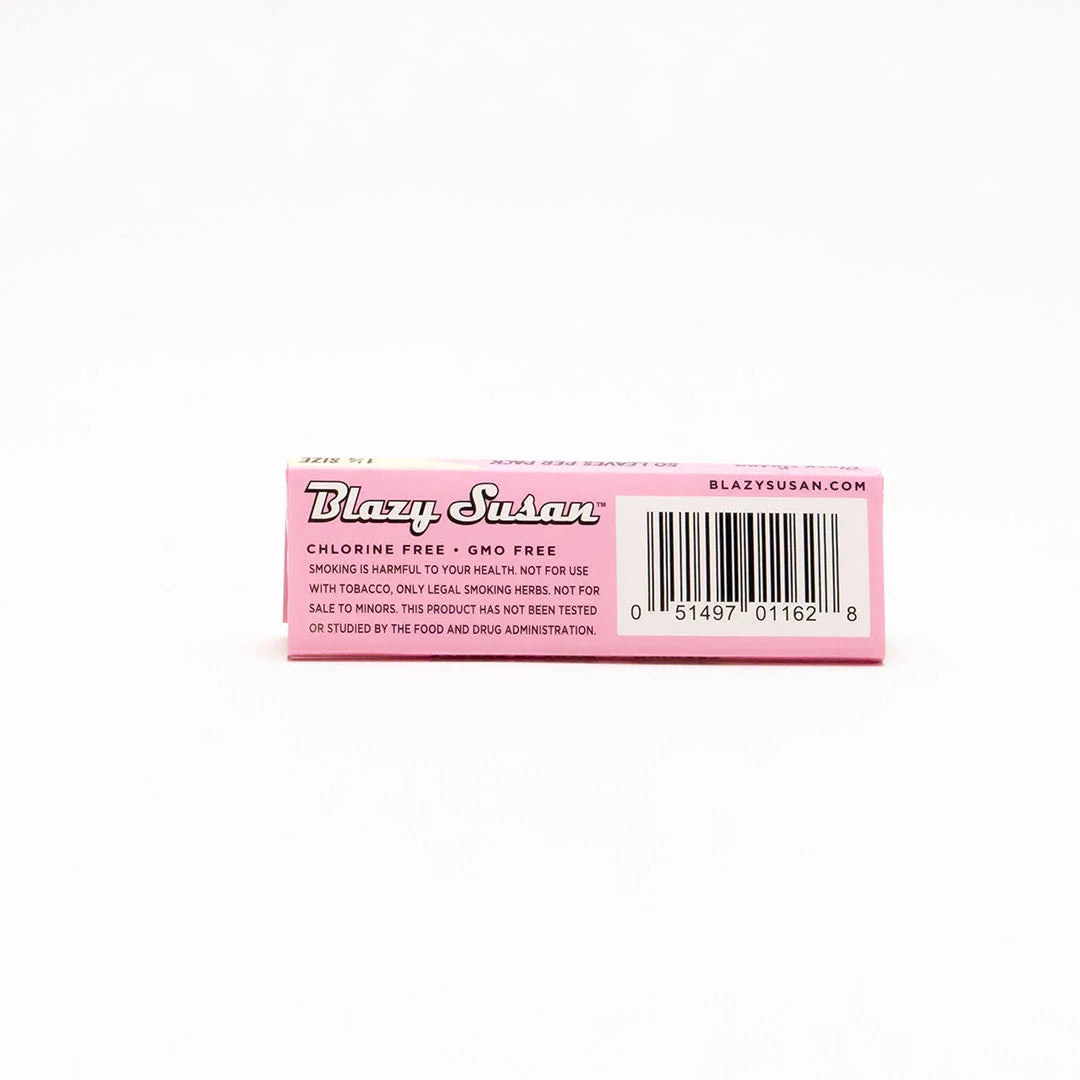 1¼ SIZE
50 LEAVES PER PACK
Blazy Susan
BLAZYSUSAN.COM
Blazy Susan™
CHLORINE FREE • GMO FREE
SMOKING IS HARMFUL TO YOUR HEALTH. NOT FOR USE
WITH TOBACCO, ONLY LEGAL SMOKING HERBS. NOT FOR
SALE TO MINORS. THIS PRODUCT HAS NOT BEEN TESTED
OR STUDIED BY THE FOOD AND DRUG ADMINISTRATION.
0 51497 01162 8